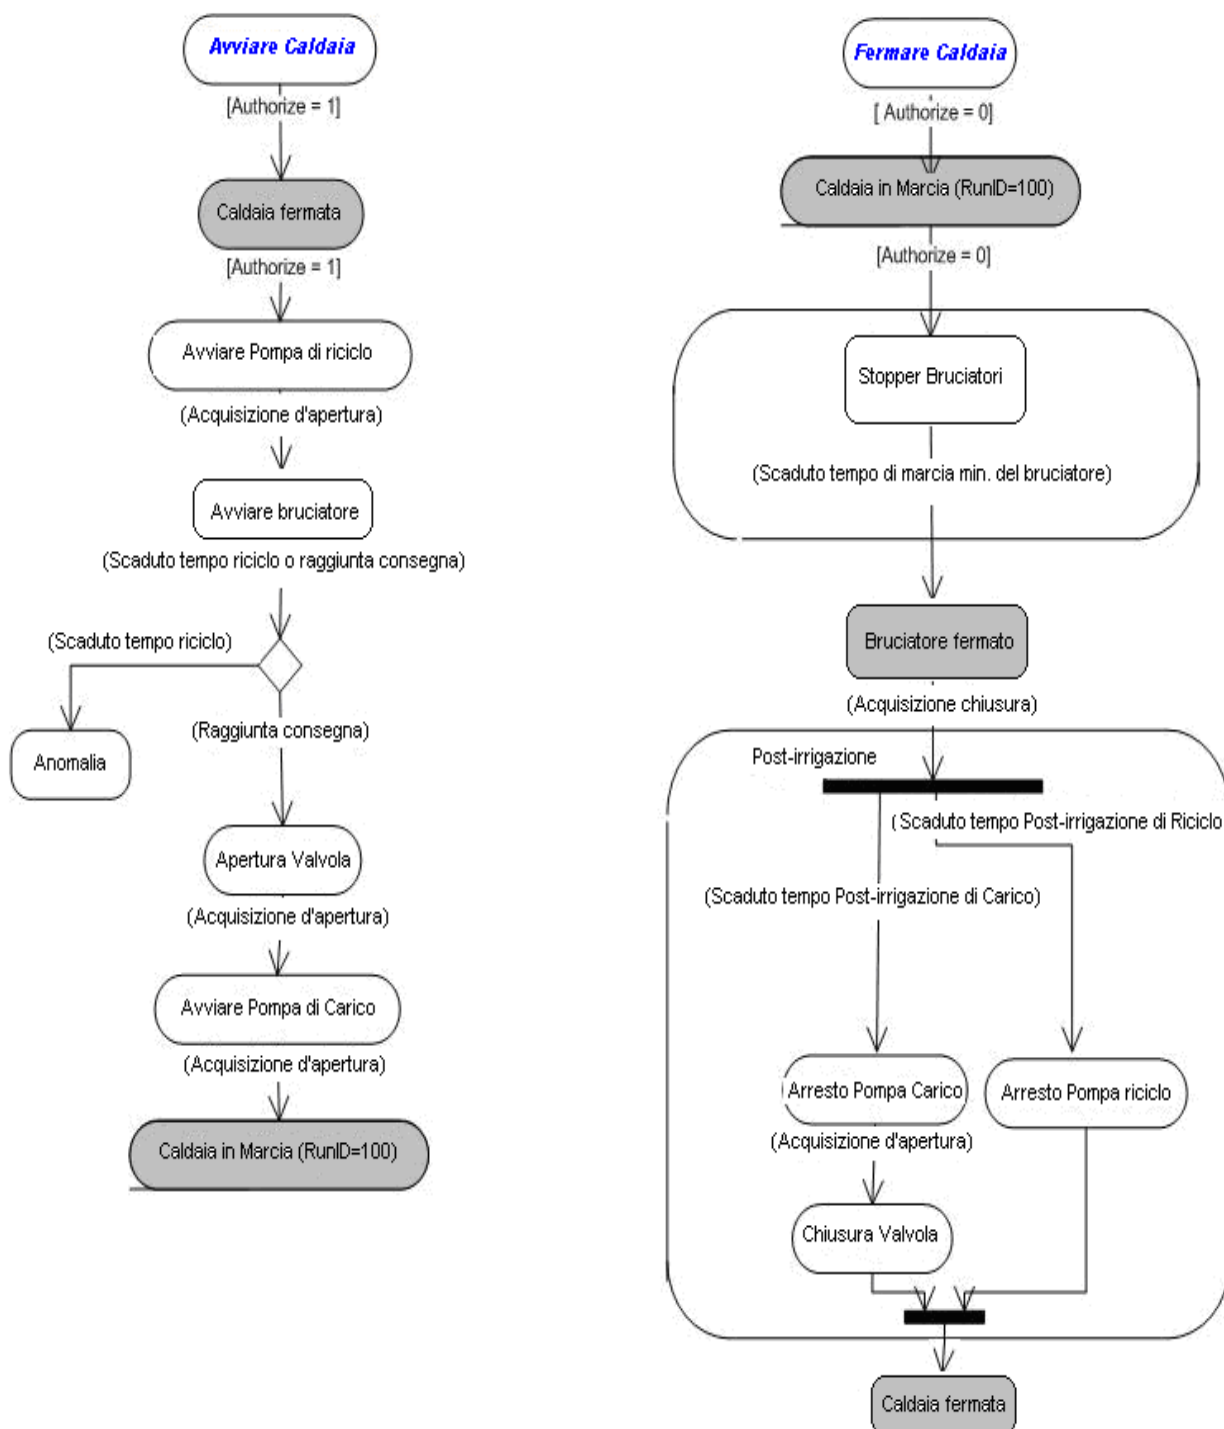 Avviare Caldaia
[Authorize = 1]
Caldaia fermata
[Authorize = 1]
Avviare Pompa di riciclo
(Acquisizione d'apertura)
Avviare bruciatore
(Scaduto tempo riciclo o raggiunta consegna)
(Scaduto tempo riciclo)
(Raggiunta consegna)
Anomalia
Apertura Valvola
(Acquisizione d'apertura)
Avviare Pompa di Carico
(Acquisizione d'apertura)
Caldaia in Marcia (RunID=100)
Fermare Caldaia
[ Authorize = 0]
Caldaia in Marcia (RunID=100)
[Authorize = 0]
Stopper Bruciatori
(Scaduto tempo di marcia min. del bruciatore)
Bruciatore fermato
(Acquisizione chiusura)
Post-irrigazione
( Scaduto tempo Post-irrigazione di Riciclo
(Scaduto tempo Post-irrigazione di Carico)
Arresto Pompa Carico
Arresto Pompa riciclo
(Acquisizione d'apertura)
Chiusura Valvola
Caldaia fermata